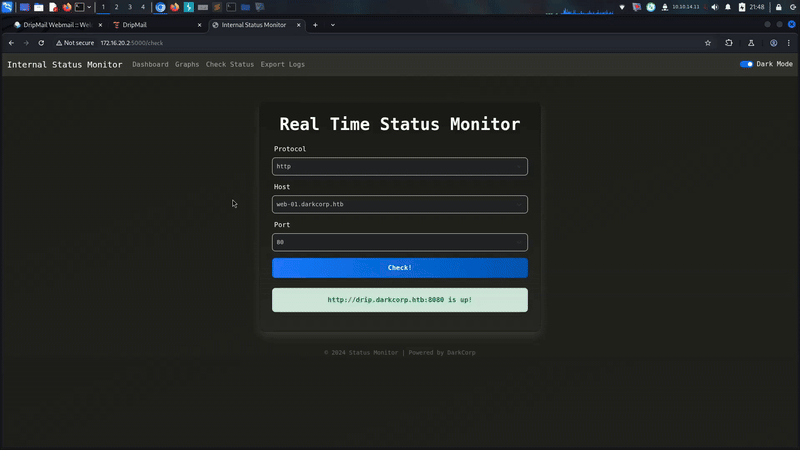 1 2 3 4 10.10.14.11 21:48
DripMail Webmail :: We DripMail Internal Status Monitor
Not secure 172.16.20.2:5000/check
Internal Status Monitor Dashboard Graphs Check Status Export Logs Dark Mode
Real Time Status Monitor
Protocol
http
Host
web-01.darkcorp.htb
Port
80
Check!
http://drip.darkcorp.htb:8080 is up!
© 2024 Status Monitor | Powered by DarkCorp